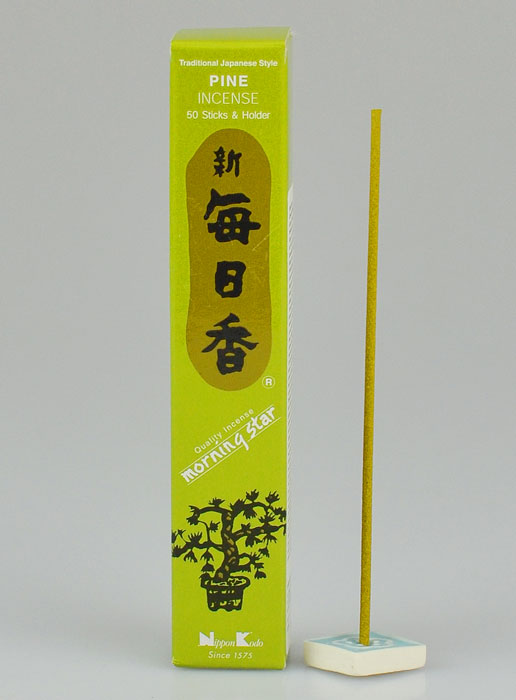 Traditional Japanese Style
PINE
INCENSE
50 Sticks & Holder
新
毎
日
香
®
Quality Incense
morning star
Nippon Kodo
Since 1575